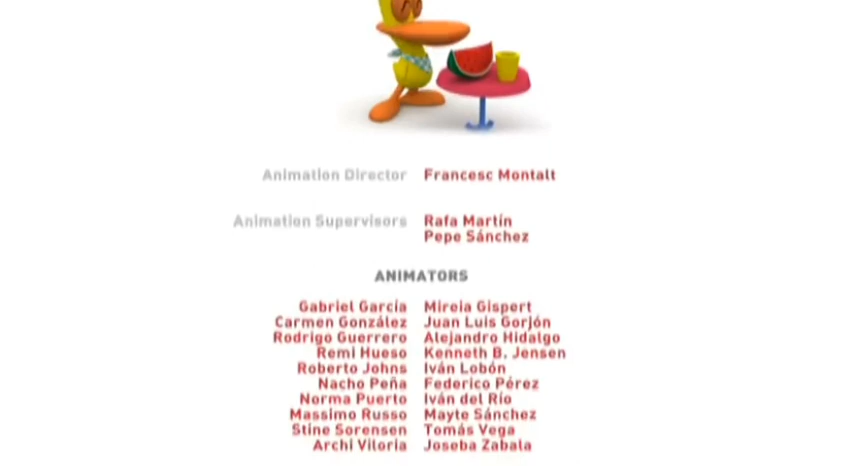 Animation Director Francesc Montalt
Animation Supervisors Rafa Martín
Pepe Sánchez
ANIMATORS
Gabriel García Mireia Gispert
Carmen González Juan Luis Gorjón
Rodrigo Guerrero Alejandro Hidalgo
Remi Hueso Kenneth B. Jensen
Roberto Johns Iván Lobón
Nacho Peña Federico Pérez
Norma Puerto Iván del Río
Massimo Russo Mayte Sánchez
Stine Sorensen Tomás Vega
Archi Viloria Joseba Zabala